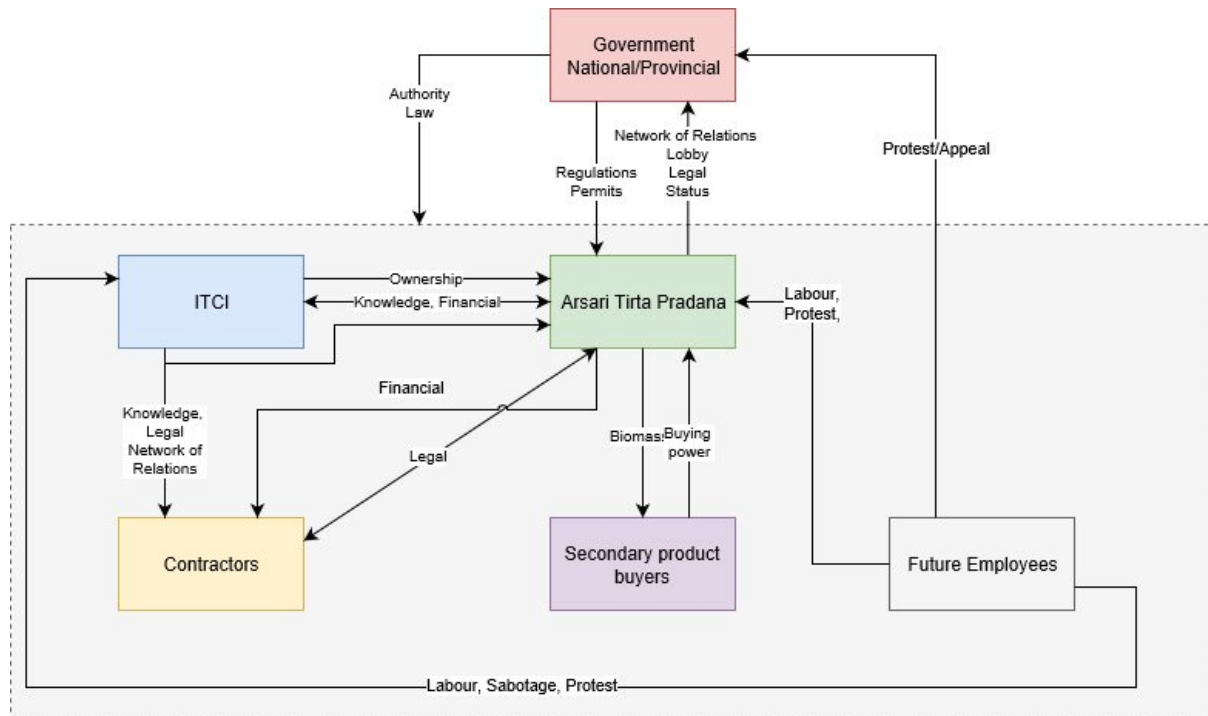 Government
National/Provincial
Authority
Law
Network of Relations
Lobby
Legal
Status
Protest/Appeal
Regulations
Permits
ITCI
Ownership
Knowledge, Financial
Arsari Tirta Pradana
Labour,
Protest,
Financial
Knowledge,
Legal
Network of
Relations
Legal
Biomas
Buying
power
Contractors
Secondary product
buyers
Future Employees
Labour, Sabotage, Protest